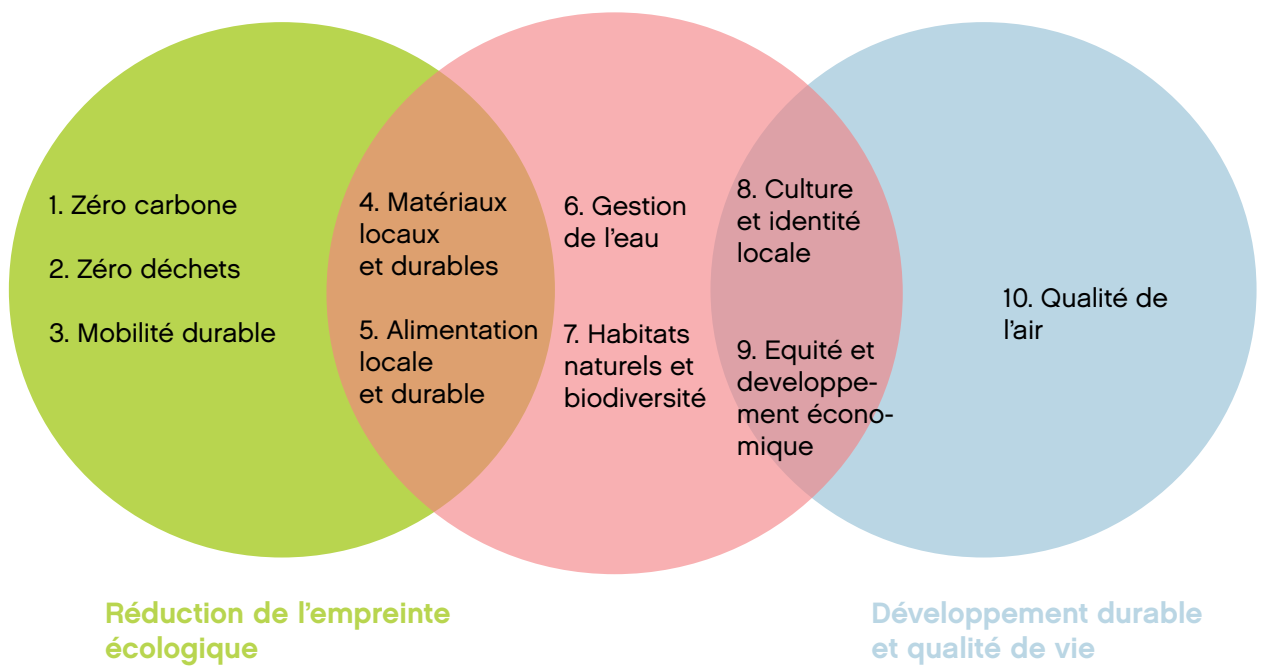 1. Zéro carbone
2. Zéro déchets
3. Mobilité durable
4. Matériaux
locaux
et durables
5. Alimentation
locale
et durable
6. Gestion
de l'eau
7. Habitats
naturels et
biodiversité
8. Culture
et identité
locale
9. Equité et
developpe-
ment écono-
mique
10. Qualité de
l'air
Réduction de l'empreinte
écologique
Développement durable
et qualité de vie